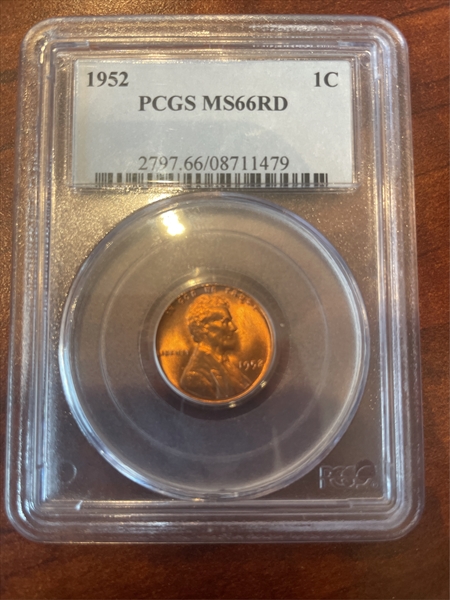 1952 1C
PCGS MS66RD
2797.66/08711479
LIBERTY
1952
PCGS